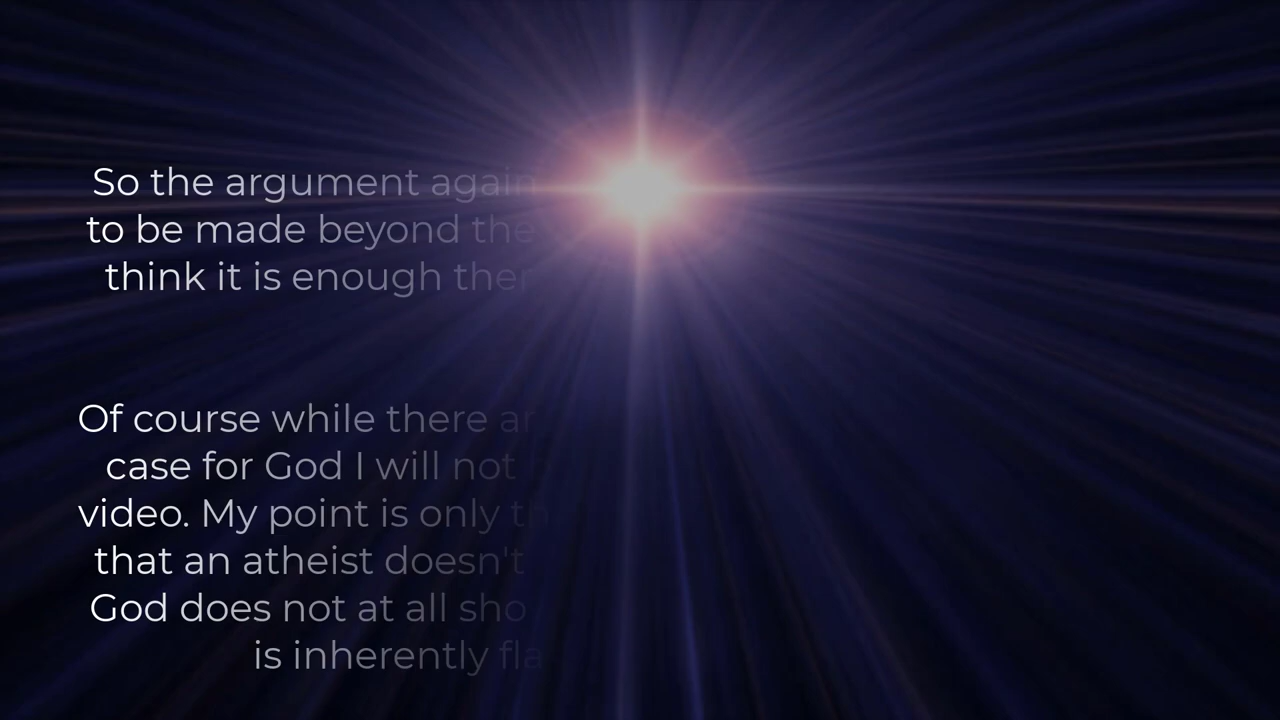 So the argument again
to be made beyond the
think it is enough ther
Of course while there ar
case for God I will not
video. My point is only th
that an atheist doesn't
God does not at all sho
is inherently fla